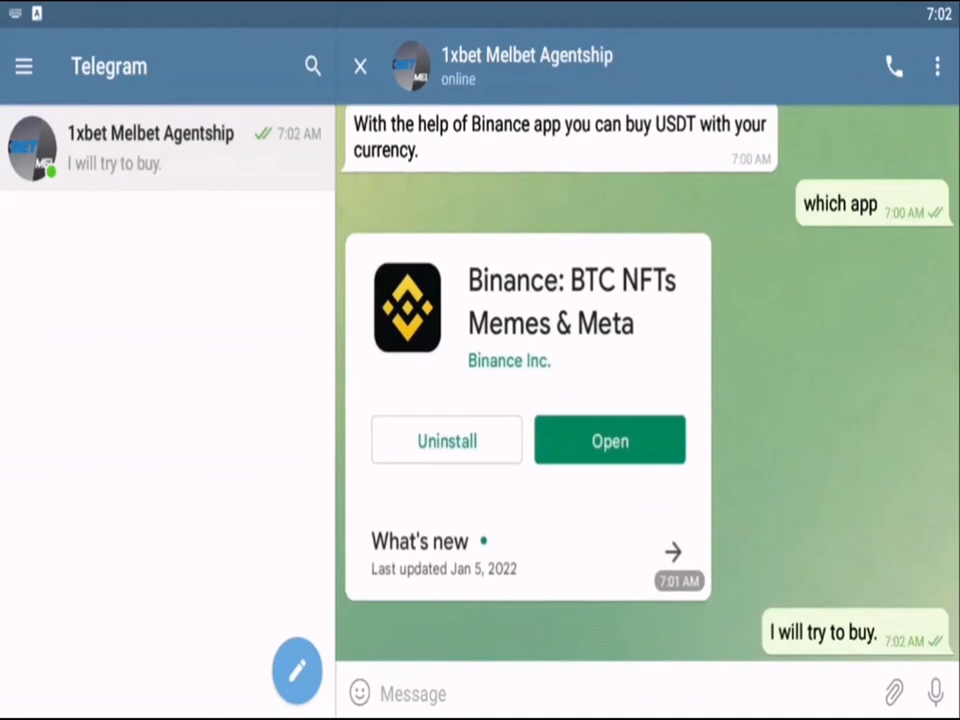 7:02
Telegram
1xbet Melbet Agentship
online
1xbet Melbet Agentship
7:02 AM
I will try to buy.
With the help of Binance app you can buy USDT with your
currency.
7:00 AM
which app
7:00 AM
Binance: BTC NFTs
Memes & Meta
Binance Inc.
Uninstall
Open
What's new
Last updated Jan 5, 2022
7:01 AM
I will try to buy.
7:02 AM
Message